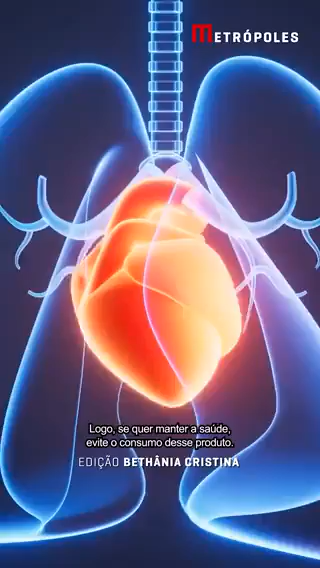 METRÓPOLES
Logo, se quer manter a saúde,
evite o consumo desse produto.
EDIÇÃO BETHÂNIA CRISTINA